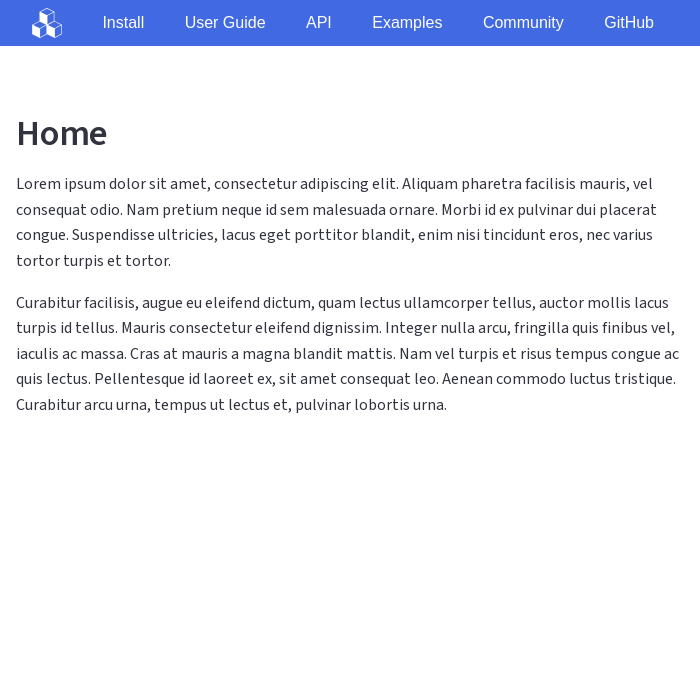 Install User Guide API Examples Community GitHub
Home
Lorem ipsum dolor sit amet, consectetur adipiscing elit. Aliquam pharetra facilisis mauris, vel
consequat odio. Nam pretium neque id sem malesuada ornare. Morbi id ex pulvinar dui placerat
congue. Suspendisse ultricies, lacus eget porttitor blandit, enim nisi tincidunt eros, nec varius
tortor turpis et tortor.
Curabitur facilisis, augue eu eleifend dictum, quam lectus ullamcorper tellus, auctor mollis lacus
turpis id tellus. Mauris consectetur eleifend dignissim. Integer nulla arcu, fringilla quis finibus vel,
iaculis ac massa. Cras at mauris a magna blandit mattis. Nam vel turpis et risus tempus congue ac
quis lectus. Pellentesque id laoreet ex, sit amet consequat leo. Aenean commodo luctus tristique.
Curabitur arcu urna, tempus ut lectus et, pulvinar lobortis urna.